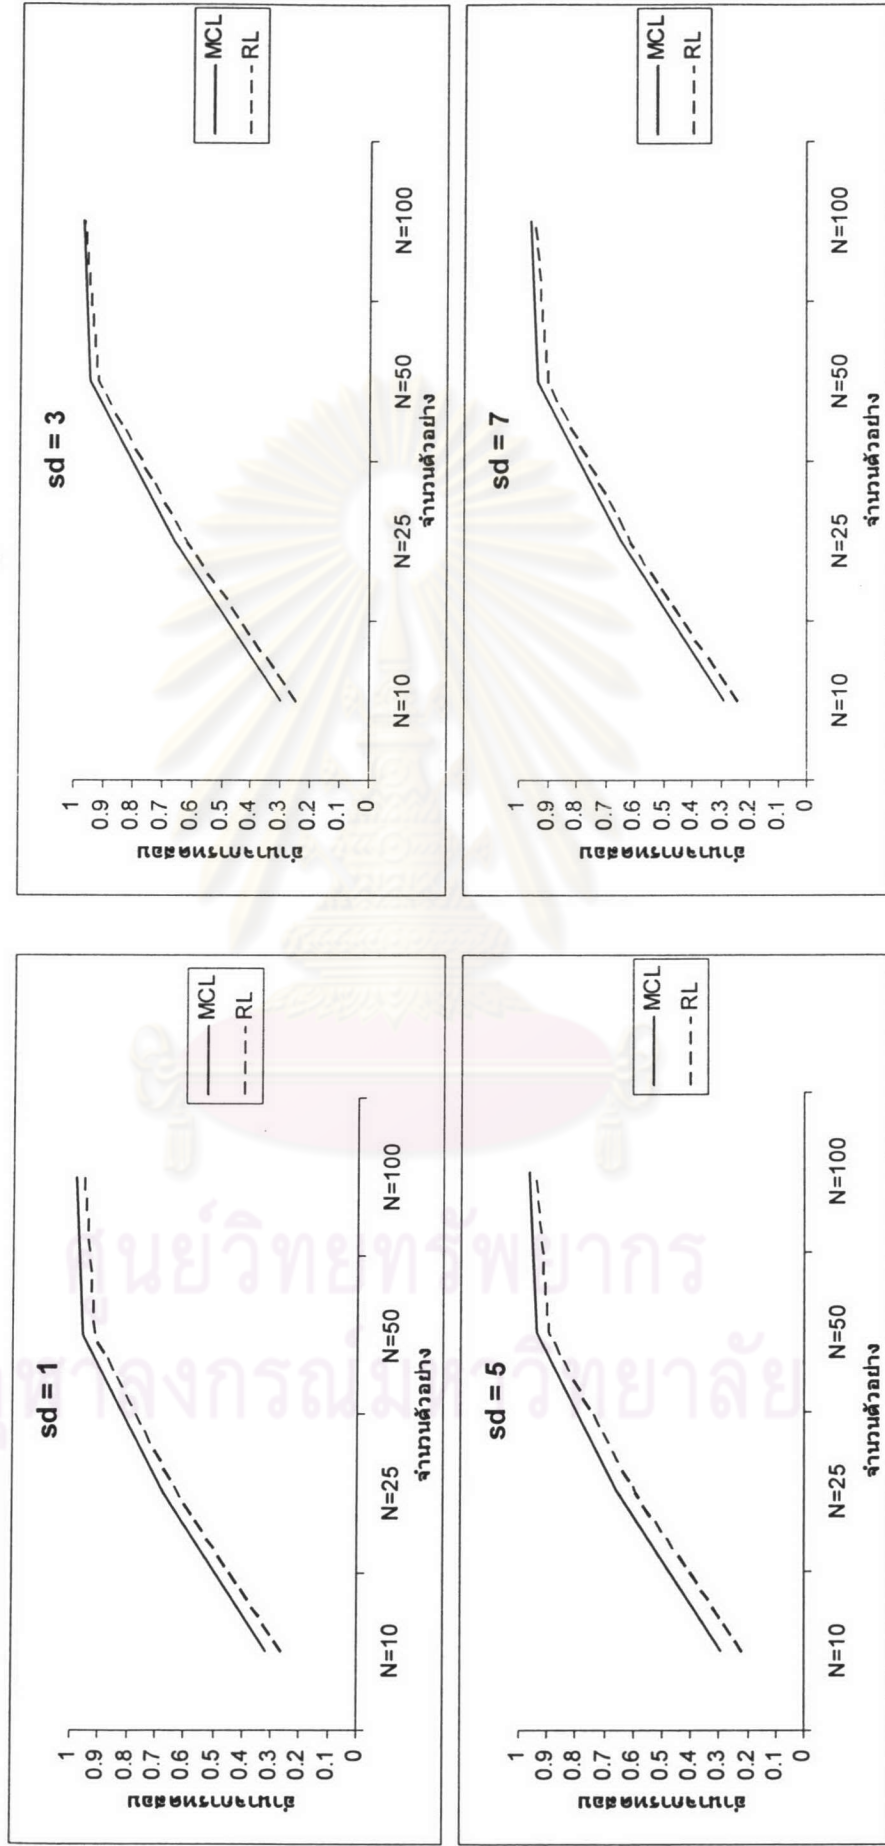 sd = 1
อำนาจการทดสอบ
1
0.9
0.8
0.7
0.6
0.5
0.4
0.3
0.2
0.1
0
N=10 N=25 N=50 N=100
จำนวนตัวอย่าง
MCL
RL
sd = 3
อำนาจการทดสอบ
1
0.9
0.8
0.7
0.6
0.5
0.4
0.3
0.2
0.1
0
N=10 N=25 N=50 N=100
จำนวนตัวอย่าง
MCL
RL
sd = 5
อำนาจการทดสอบ
1
0.9
0.8
0.7
0.6
0.5
0.4
0.3
0.2
0.1
0
N=10 N=25 N=50 N=100
จำนวนตัวอย่าง
MCL
RL
sd = 7
อำนาจการทดสอบ
1
0.9
0.8
0.7
0.6
0.5
0.4
0.3
0.2
0.1
0
N=10 N=25 N=50 N=100
จำนวนตัวอย่าง
MCL
RL
ศูนย์วิทยทรัพยากร
จุฬาลงกรณ์มหาวิทยาลัย